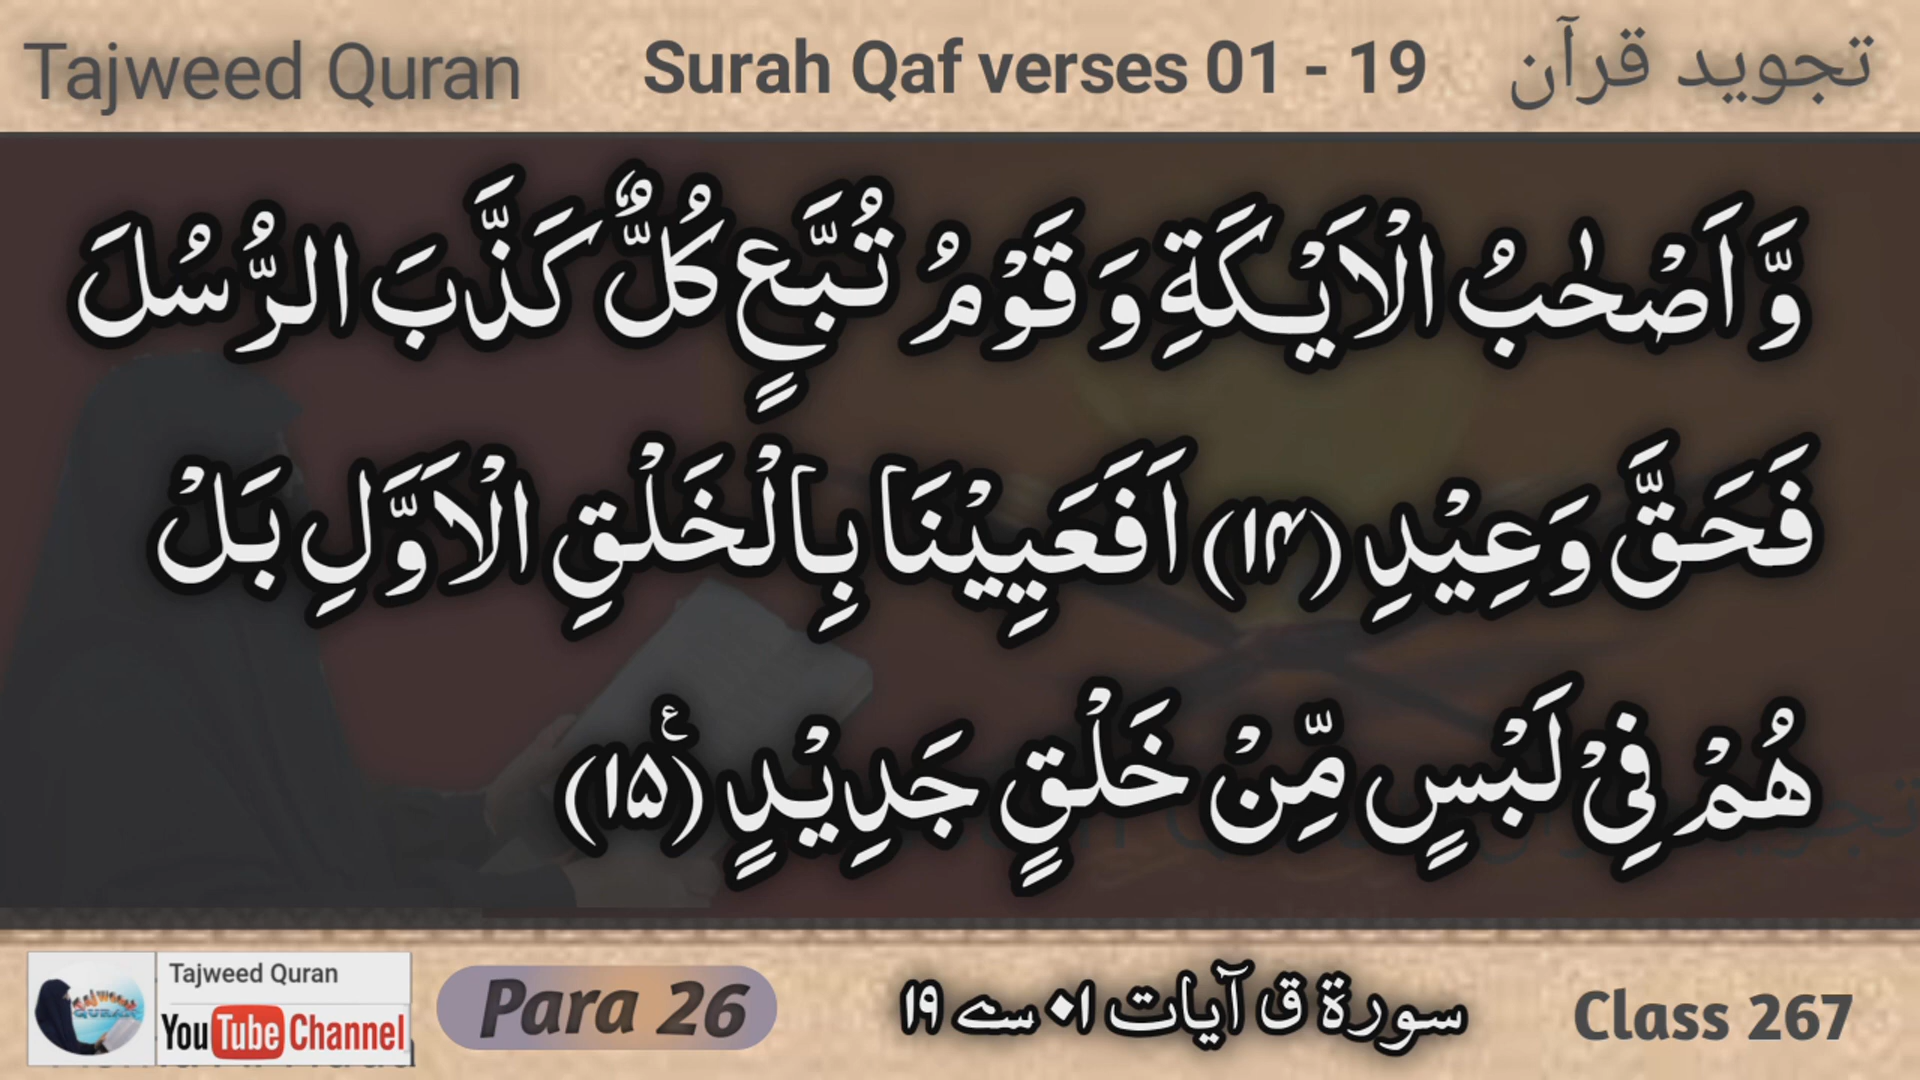 Tajweed Quran
Surah Qaf verses 01 - 19
تجوید قرآن
وَّاَصْحٰبُ الْاَیْكَةِ وَ قَوْمُ تُبَّعٍ كُلٌّ كَذَّبَ الرُّسُلَ
فَحَقَّ وَعِیْدِ (۱۴) اَفَعَیِیْنَا بِالْخَلْقِ الْاَوَّلِ بَلْ
هُمْ فِیْ لَبْسٍ مِّنْ خَلْقٍ جَدِیْدٍ۠ (۱۵)
Tajweed Quran
YouTube Channel
Para 26
سورۃ ق آیات ۰۱ سے ۱۹
Class 267